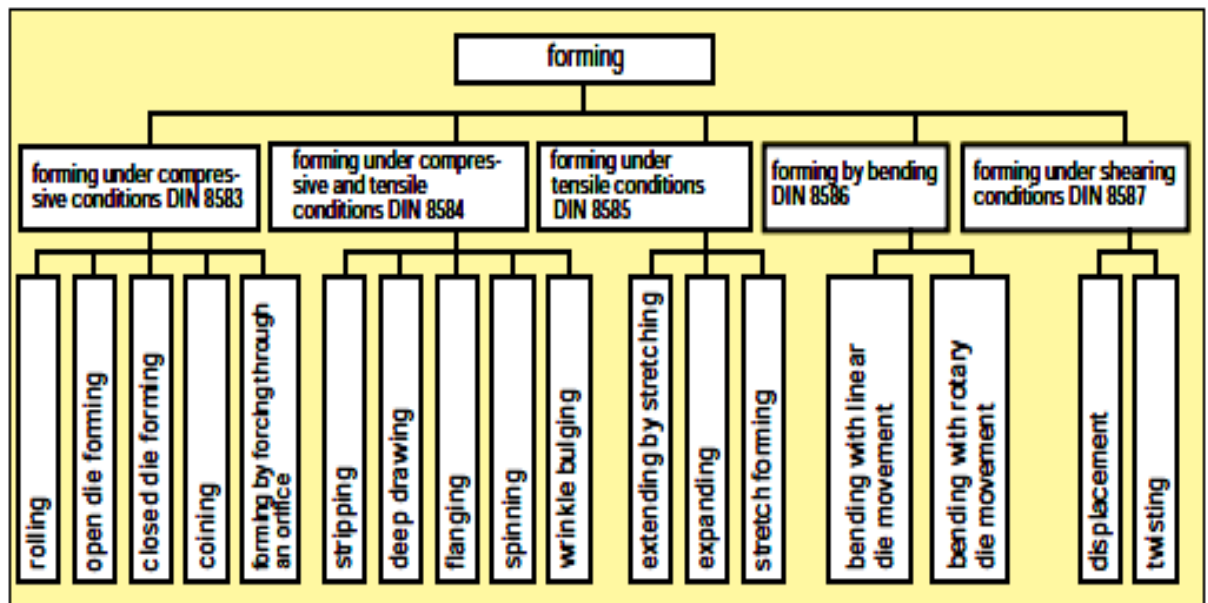 forming
forming under compres-
sive conditions DIN 8583
forming under compres-
sive and tensile
conditions DIN 8584
forming under
tensile conditions
DIN 8585
forming by bending
DIN 8586
forming under shearing
conditions DIN 8587
rolling
open die forming
closed die forming
coining
forming by forcing through
an orifice
stripping
deep drawing
flanging
spinning
wrinkle bulging
extending by stretching
expanding
stretch forming
bending with linear
die movement
bending with rotary
die movement
displacement
twisting